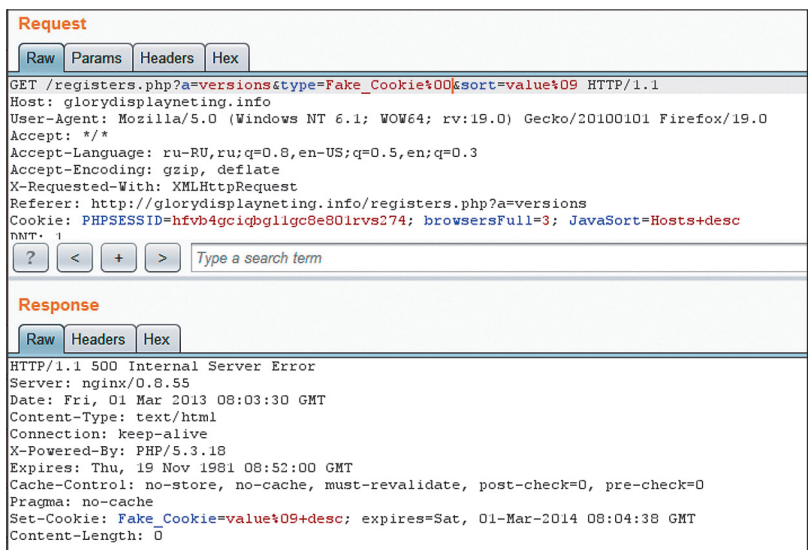 Request
Raw Params Headers Hex
GET /registers.php?a=versions&type=Fake_Cookie%00&sort=value%09 HTTP/1.1
Host: glorydisplayneting.info
User-Agent: Mozilla/5.0 (Windows NT 6.1; WOW64; rv:19.0) Gecko/20100101 Firefox/19.0
Accept: */*
Accept-Language: ru-RU,ru;q=0.8,en-US;q=0.5,en;q=0.3
Accept-Encoding: gzip, deflate
X-Requested-With: XMLHttpRequest
Referer: http://glorydisplayneting.info/registers.php?a=versions
Cookie: PHPSESSID=hfvb4gciqbgl1gc8e801rvs274; browsersFull=3; JavaSort=Hosts+desc
DNT: 1
? < + > Type a search term
Response
Raw Headers Hex
HTTP/1.1 500 Internal Server Error
Server: nginx/0.8.55
Date: Fri, 01 Mar 2013 08:03:30 GMT
Content-Type: text/html
Connection: keep-alive
X-Powered-By: PHP/5.3.18
Expires: Thu, 19 Nov 1981 08:52:00 GMT
Cache-Control: no-store, no-cache, must-revalidate, post-check=0, pre-check=0
Pragma: no-cache
Set-Cookie: Fake_Cookie=value%09+desc; expires=Sat, 01-Mar-2014 08:04:38 GMT
Content-Length: 0